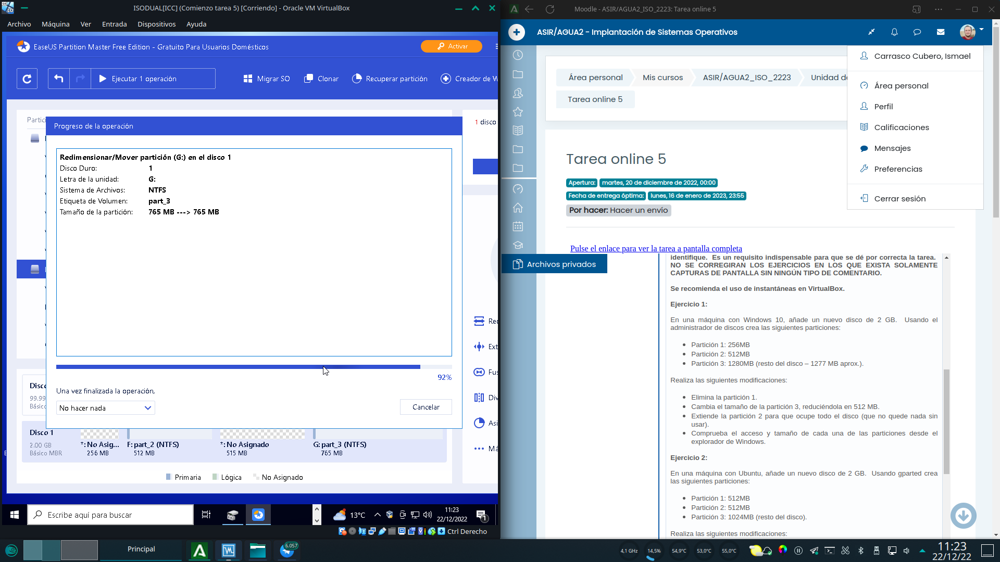 ISODUAL[ICC] (Comienzo tarea 5) [Corriendo] - Oracle VM VirtualBox
Archivo Máquina Ver Entrada Dispositivos Ayuda
EaseUS Partition Master Free Edition - Gratuito Para Usuarios Domésticos
Activar
Ejecutar 1 operación
Migrar SO
Clonar
Recuperar partición
Creador de W
Partici
1 disco
Progreso de la operación
Redimensionar/Mover partición (G:) en el disco 1
Disco Duro: 1
Letra de la unidad: G:
Sistema de Archivos: NTFS
Etiqueta de Volumen: part_3
Tamaño de la partición: 765 MB ---> 765 MB
92%
Una vez finalizada la operación,
No hacer nada
Cancelar
Rec
Ext
Fus
Div
Asi
Má
Disco
99.99
Básico
Disco 1
2.00 GB
Básico MBR
*: No Asig...
256 MB
F: part_2 (NTFS)
512 MB
*: No Asignado
515 MB
G: part_3 (NTFS)
765 MB
Primaria
Lógica
No Asignado
Escribe aquí para buscar
13°C
11:23
22/12/2022
1
Ctrl Derecho
Moodle - ASIR/AGUA2_ISO_2223: Tarea online 5
ASIR/AGUA2 - Implantación de Sistemas Operativos
Carrasco Cubero, Ismael
Área personal
Perfil
Calificaciones
Mensajes
Preferencias
Cerrar sesión
Área personal
Mis cursos
ASIR/AGUA2_ISO_2223
Unidad de
Tarea online 5
Tarea online 5
Apertura: martes, 20 de diciembre de 2022, 00:00
Fecha de entrega óptima: lunes, 16 de enero de 2023, 23:55
Por hacer: Hacer un envío
Pulse el enlace para ver la tarea a pantalla completa
Archivos privados
identifique. Es un requisito indispensable para que se dé por correcta la tarea.
NO SE CORREGIRAN LOS EJERCICIOS EN LOS QUE EXISTA SOLAMENTE
CAPTURAS DE PANTALLA SIN NINGÚN TIPO DE COMENTARIO.
Se recomienda el uso de instantáneas en VirtualBox.
Ejercicio 1:
En una máquina con Windows 10, añade un nuevo disco de 2 GB. Usando el
administrador de discos crea las siguientes particiones:
Partición 1: 256MB
Partición 2: 512MB
Partición 3: 1280MB (resto del disco – 1277 MB aprox.).
Realiza las siguientes modificaciones:
Elimina la partición 1.
Cambia el tamaño de la partición 3, reduciéndola en 512 MB.
Extiende la partición 2 para que ocupe todo el disco (que no quede nada sin
usar).
Comprueba el acceso y tamaño de cada una de las particiones desde el
explorador de Windows.
Ejercicio 2:
En una máquina con Ubuntu, añade un nuevo disco de 2 GB. Usando gparted crea
las siguientes particiones:
Partición 1: 512MB
Partición 2: 512MB
Partición 3: 1024MB (resto del disco).
Realiza las siguientes modificaciones:
Principal
6.057
4,1 GHz
14,5%
54,9°C
53,0°C
55,0°C
11:23
22/12/22